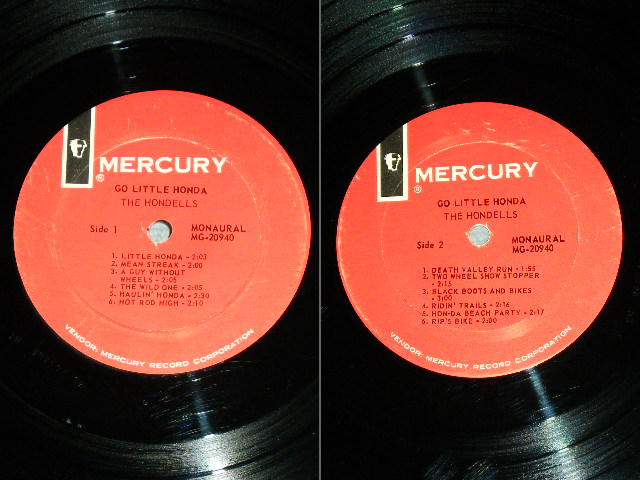 MERCURY
®
GO LITTLE HONDA
THE HONDELLS
Side 1
MONAURAL
MG-20940
1. LITTLE HONDA - 2:03
2. MEAN STREAK - 2:00
3. A GUY WITHOUT
WHEELS - 2:05
4. THE WILD ONE - 2:05
5. HAULIN' HONDA - 2:30
6. HOT ROD HIGH - 2:10
VENDOR: MERCURY RECORD CORPORATION
MERCURY
®
GO LITTLE HONDA
THE HONDELLS
Side 2
MONAURAL
MG-20940
1. DEATH VALLEY RUN - 1:55
2. TWO WHEEL SHOW STOPPER
- 2:15
3. BLACK BOOTS AND BIKES
- 3:00
4. RIDIN' TRAILS - 2:16
5. HON-DA BEACH PARTY - 2:17
6. RIP'S BIKE - 2:00
VENDOR: MERCURY RECORD CORPORATION